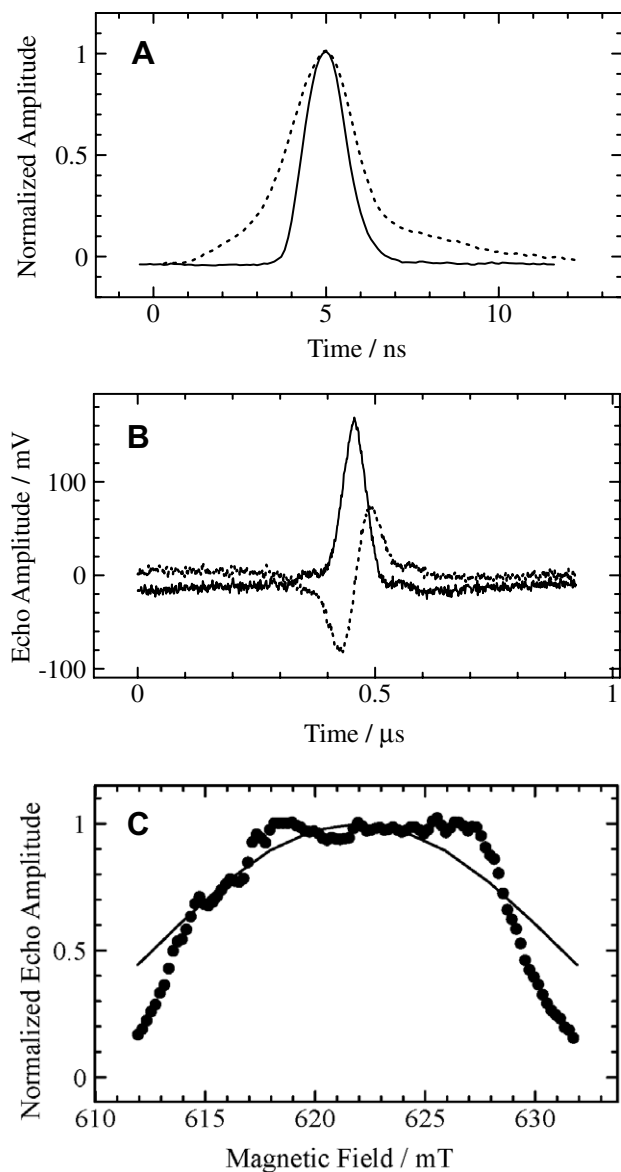 A
Normalized Amplitude
1
0.5
0
0
5
10
Time / ns
B
Echo Amplitude / mV
100
0
-100
0
0.5
1
Time / μs
C
Normalized Echo Amplitude
1
0.5
0
610
615
620
625
630
Magnetic Field / mT